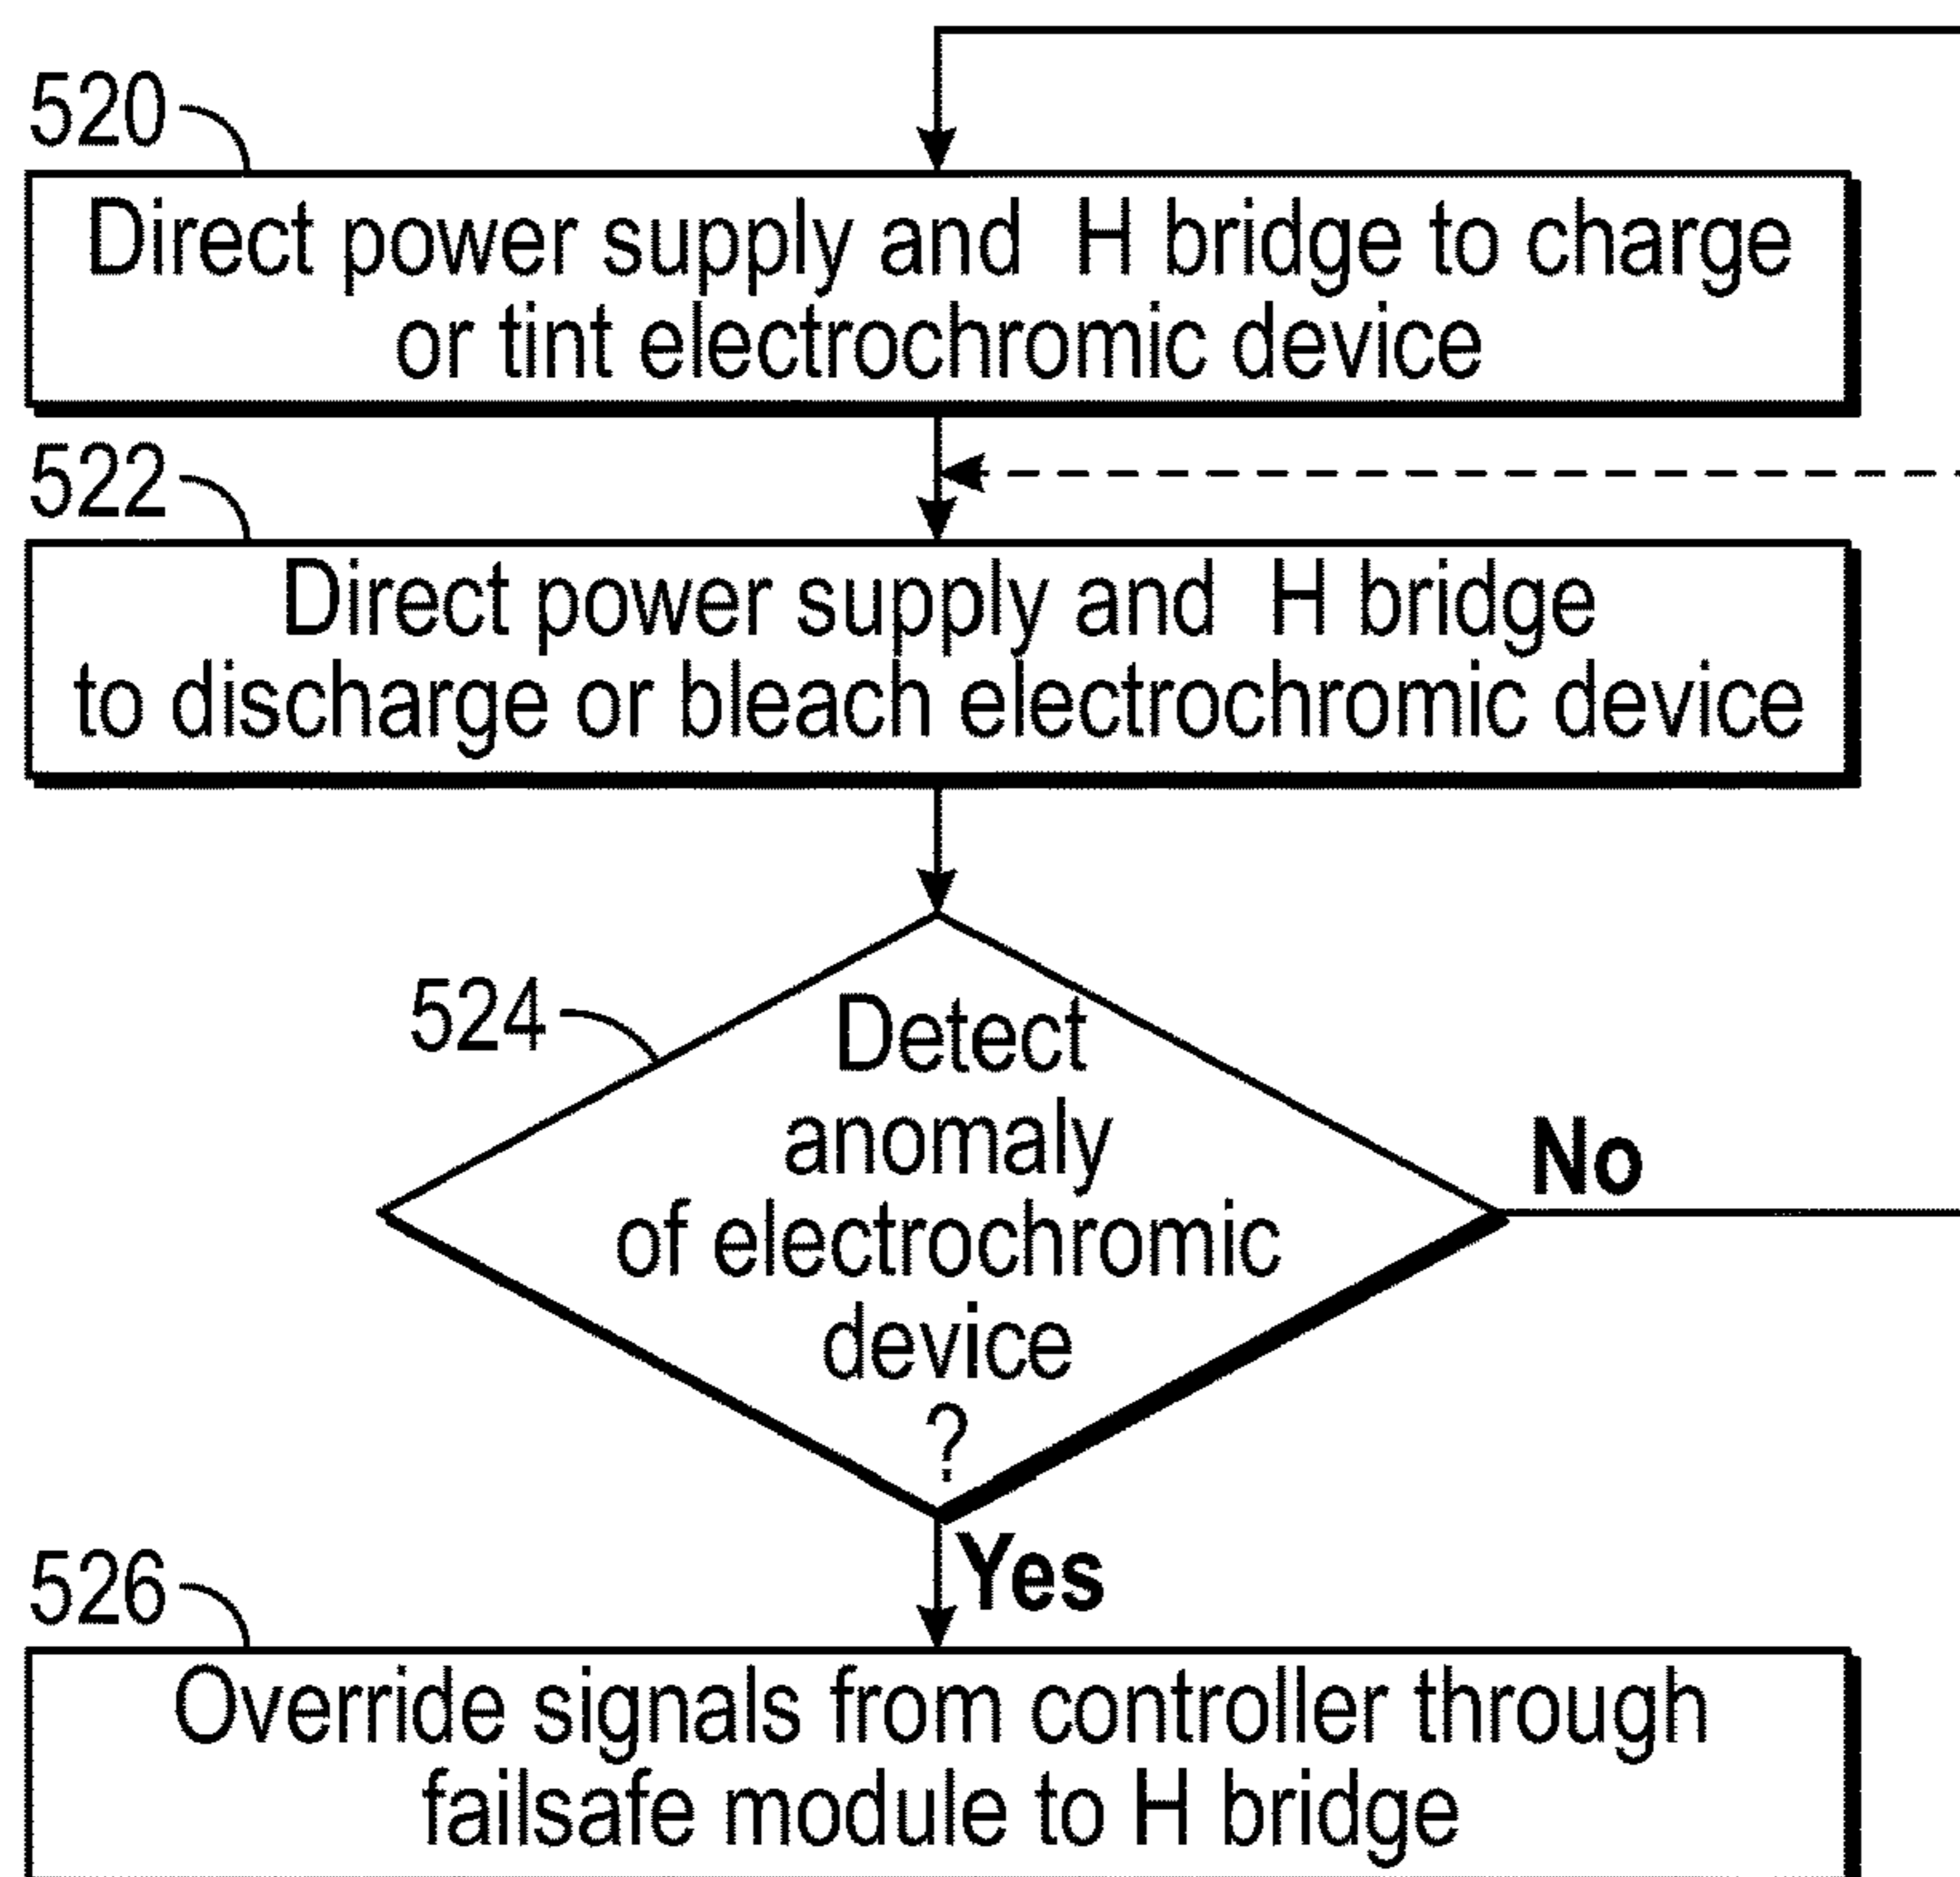 520
Direct power supply and H bridge to charge
or tint electrochromic device
522
Direct power supply and H bridge
to discharge or bleach electrochromic device
524
Detect
anomaly
of electrochromic
device
?
No
Yes
526
Override signals from controller through
failsafe module to H bridge